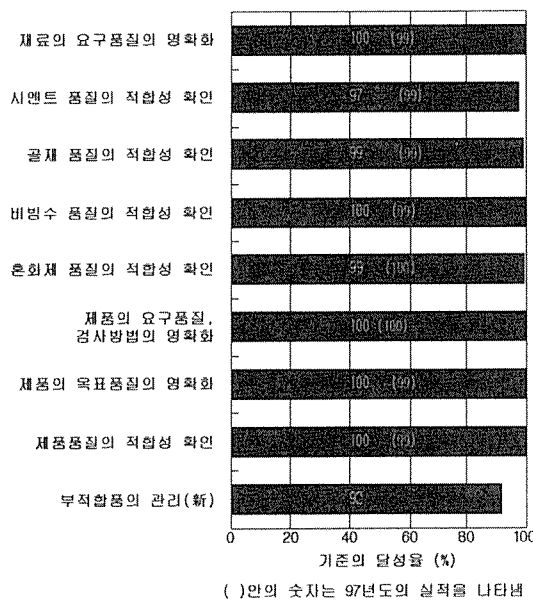 재료의 요구품질의 명확화
100 (99)
시멘트 품질의 적합성 확인
97 (99)
골재 품질의 적합성 확인
99 (99)
비빔수 품질의 적합성 확인
100 (99)
혼화제 품질의 적합성 확인
99 (100)
제품의 요구품질,
검사방법의 명확화
100 (100)
제품의 목표품질의 명확화
100 (99)
제품품질의 적합성 확인
100 (99)
부적합품의 관리(新)
0 20 40 60 80 100
기준의 달성율 (%)
( )안의 숫자는 97년도의 실적을 나타냄